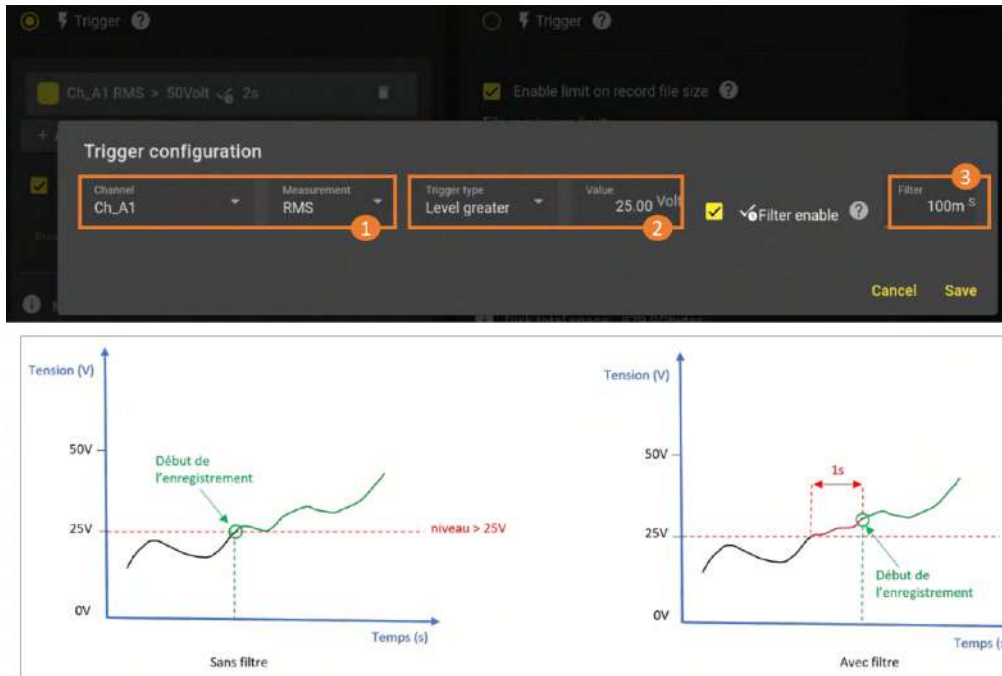 Trigger ?
Trigger ?
Ch_A1 RMS > 50Volt 2s
Enable limit on record file size ?
Trigger configuration
Channel
Ch_A1
Measurement
RMS
1
Trigger type
Level greater
Value
25.00 Volt
2
Filter enable ?
Filter
100m s
3
Cancel Save
Tension (V)
50V
Début de
l'enregistrement
25V
niveau > 25V
0V
Temps (s)
Sans filtre
Tension (V)
50V
1s
25V
Début de
l'enregistrement
0V
Temps (s
Avec filtre